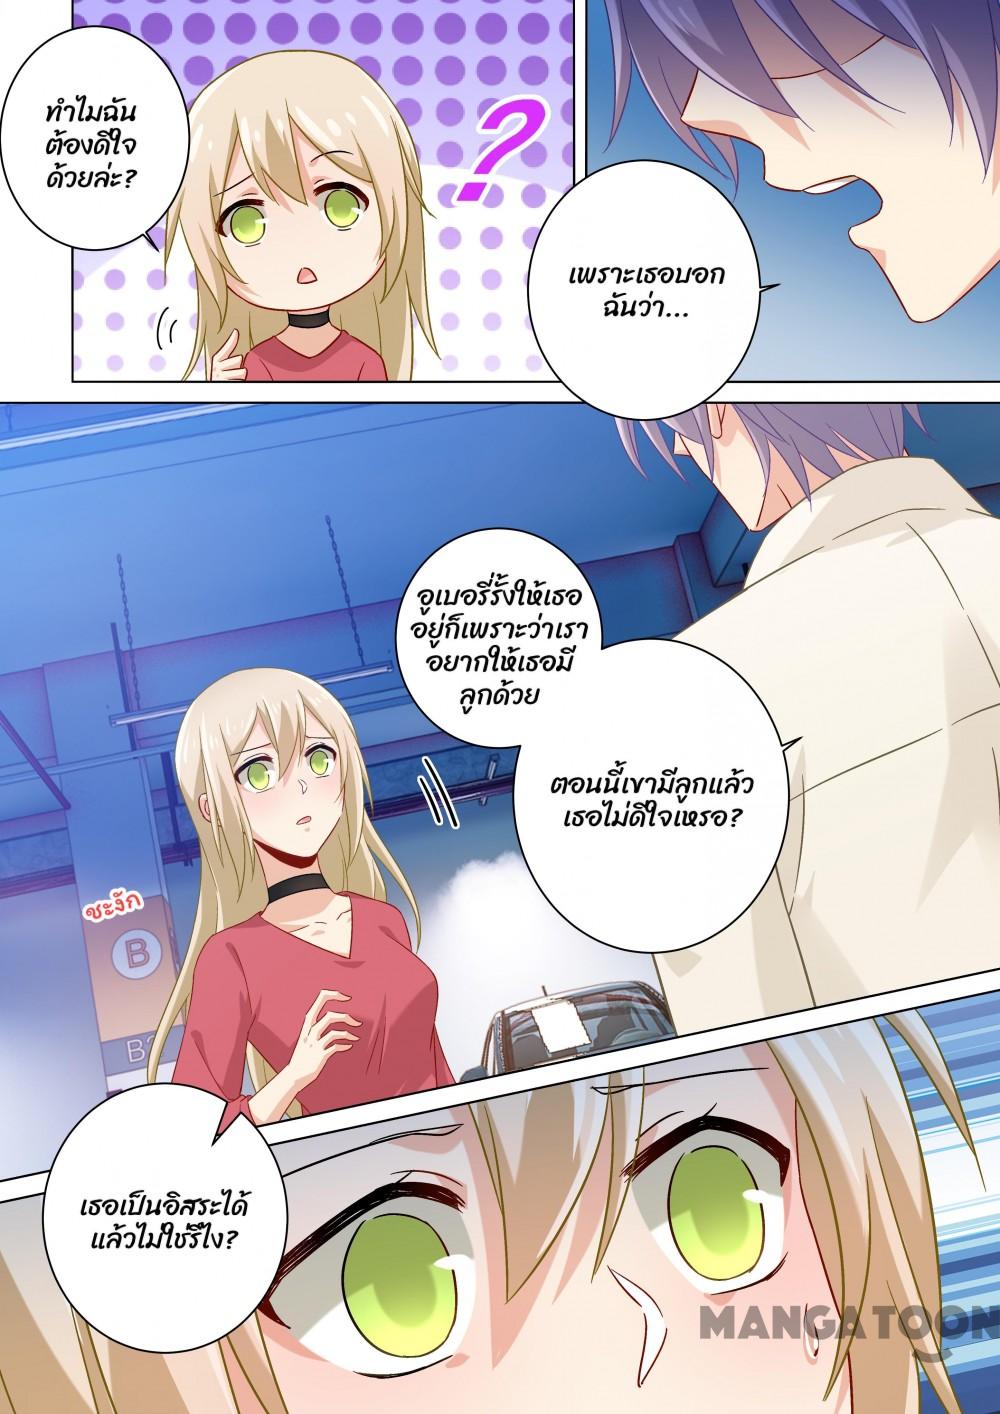 ทำไมฉัน
ต้องดีใจ
ด้วยล่ะ?
?
เพราะเธอบอก
ฉันว่า...
อูเบอรี่รั้งให้เธอ
อยู่ก็เพราะว่าเรา
อยากให้เธอมี
ลูกด้วย
ตอนนี้เขามีลูกแล้ว
เธอไม่ดีใจเหรอ?
ชะงัก
B
B2
เธอเป็นอิสระได้
แล้วไม่ใช่รึไง?
MANGATOON